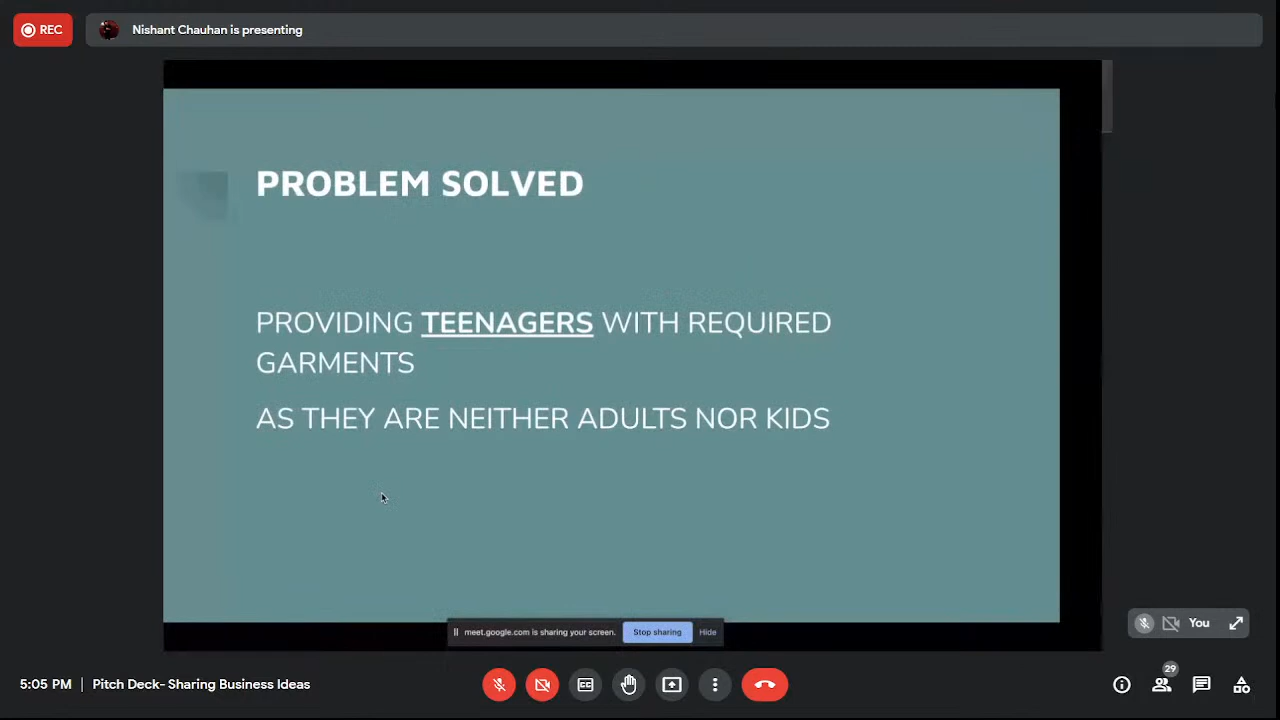 REC
Nishant Chauhan is presenting
PROBLEM SOLVED
PROVIDING TEENAGERS WITH REQUIRED
GARMENTS
AS THEY ARE NEITHER ADULTS NOR KIDS
meet.google.com is sharing your screen. Stop sharing Hide
You
29
5:05 PM | Pitch Deck- Sharing Business Ideas